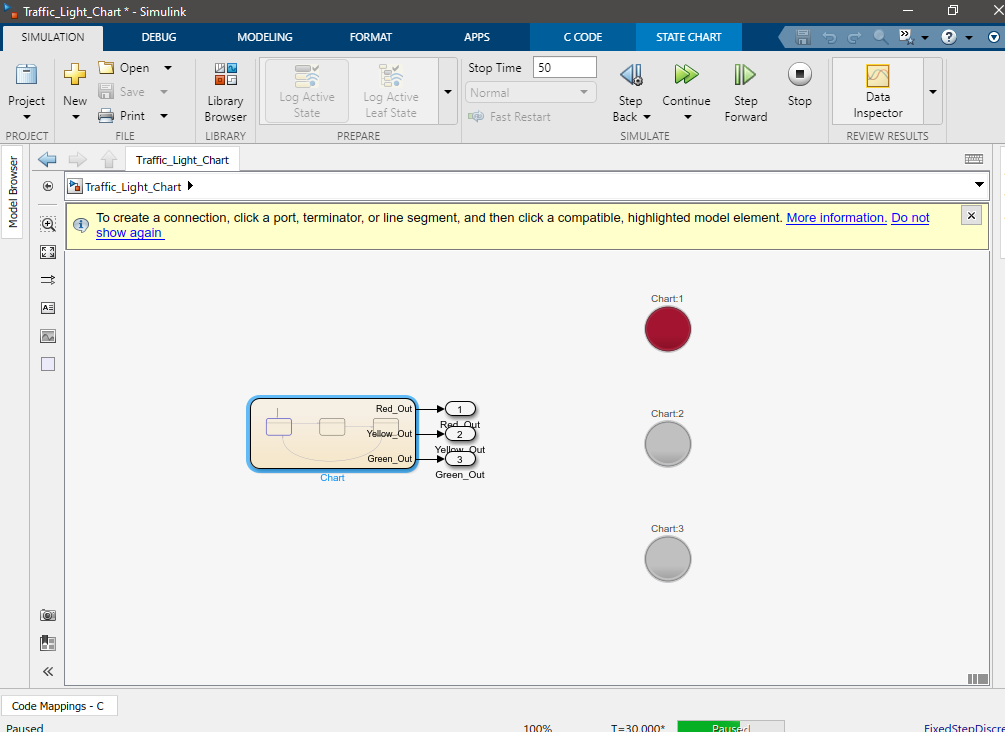 Traffic_Light_Chart * - Simulink
SIMULATION DEBUG MODELING FORMAT APPS C CODE STATE CHART
Project
New
Open
Save
Print
Library
Browser
Log Active
State
Log Active
Leaf State
Stop Time 50
Normal
Fast Restart
Step
Back
Continue
Step
Forward
Stop
Data
Inspector
PROJECT FILE LIBRARY PREPARE SIMULATE REVIEW RESULTS
Model Browser
Traffic_Light_Chart
Traffic_Light_Chart
To create a connection, click a port, terminator, or line segment, and then click a compatible, highlighted model element. More information. Do not
show again
Chart:1
Red_Out 1
Red_Out
Chart:2
Yellow_Out 2
Yellow_Out
Green_Out 3
Green_Out
Chart
Chart:3
Code Mappings - C
Paused 100% T=30.000* Paused FixedStepDiscre